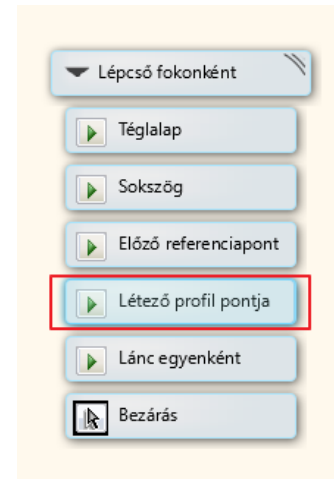 Lépcső fokonként
Téglalap
Sokszög
Előző referenciapont
Létező profil pontja
Lánc egyenként
Bezárás